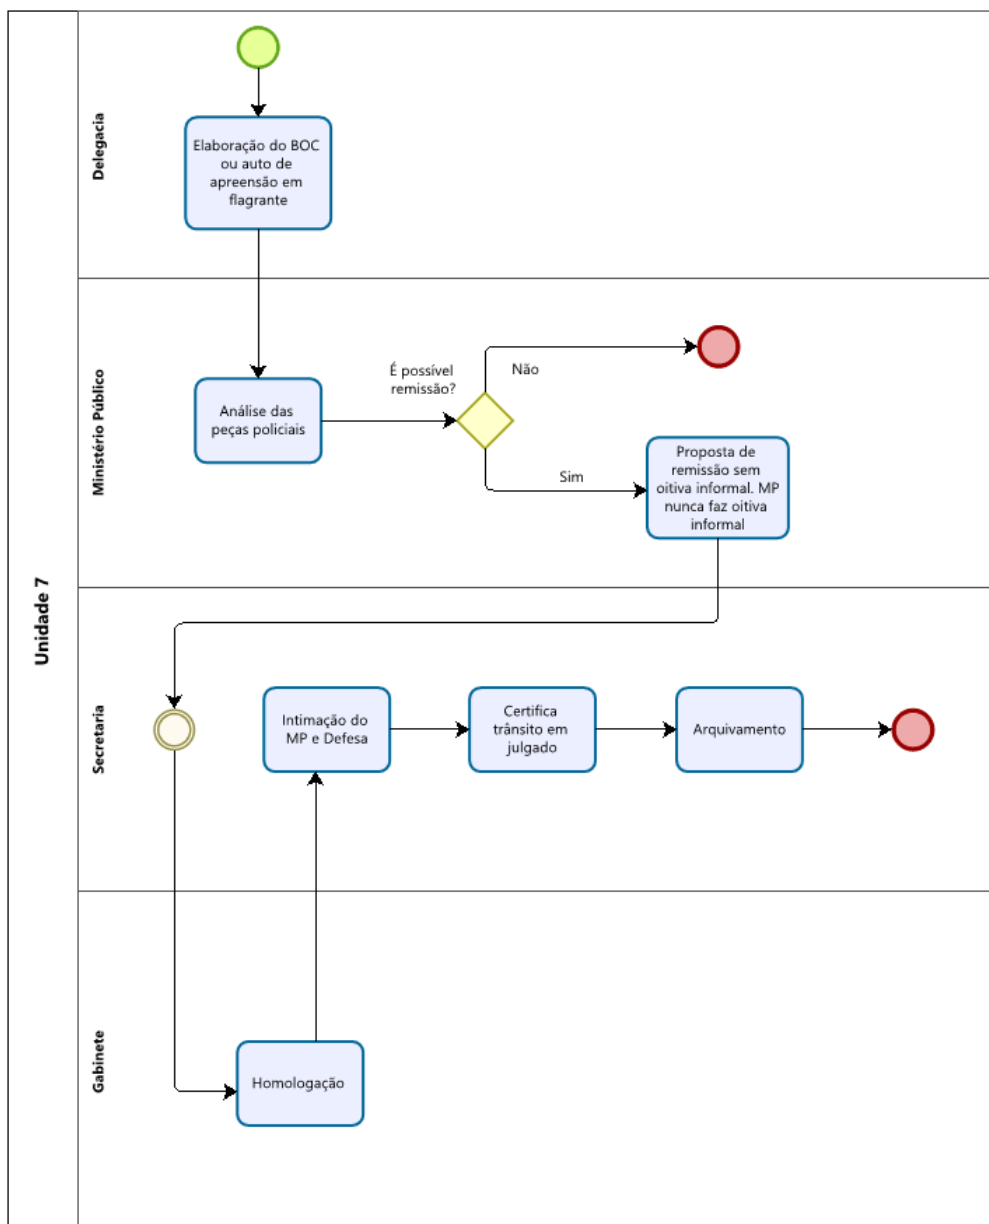 Unidade 7
Delegacia
Elaboração do BOC
ou auto de
apreensão em
flagrante
Ministério Público
Análise das
peças policiais
É possível
remissão?
Não
Sim
Proposta de
remissão sem
oitiva informal. MP
nunca faz oitiva
informal
Secretaria
Intimação do
MP e Defesa
Certifica
trânsito em
julgado
Arquivamento
Gabinete
Homologação